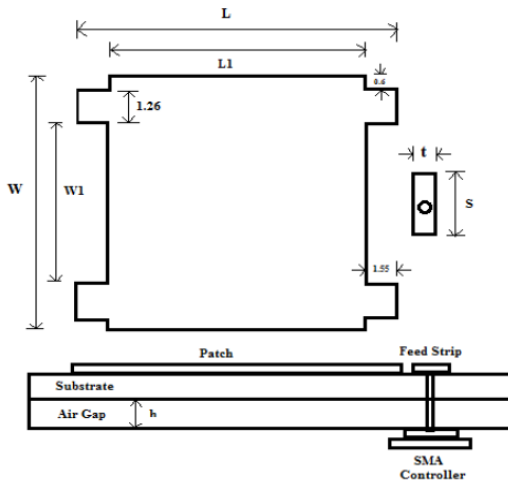 L
L1
0.6
1.26
W
W1
t
S
1.55
Patch
Feed Strip
Substrate
Air Gap
h
SMA
Controller